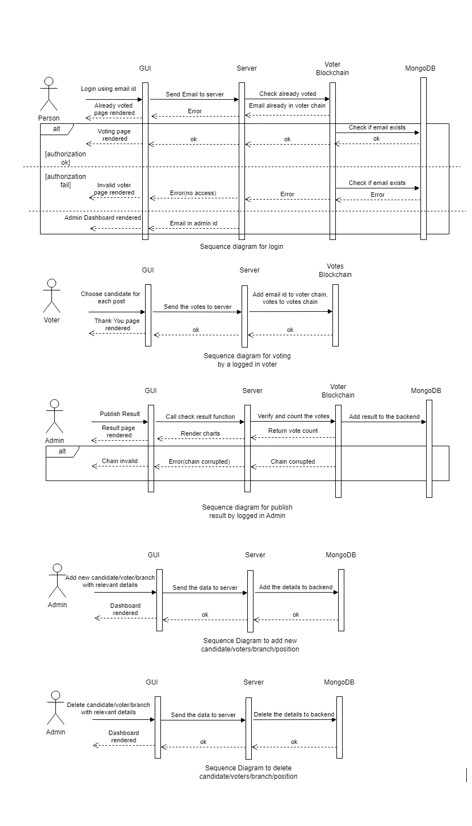 GUI
Server
Voter
Blockchain
MongoDB
Person
Login using email id
Send Email to server
Check already voted
Already voted
page rendered
Error
Email already in voter chain
alt
Check if email exists
Voting page
rendered
ok
ok
ok
[authorization
ok]
[authorization
fail]
Check if email exists
Invalid voter
page rendered
Error(no access)
Error
Error
Admin Dashboard rendered
Email in admin id
Sequence diagram for login
GUI
Server
Votes
Blockchain
Voter
Choose candidate for
each post
Send the votes to server
Add email id to voter chain,
votes to votes chain
Thank You page
rendered
ok
ok
Sequence diagram for voting
by a logged in voter
GUI
Server
Voter
Blockchain
MongoDB
Admin
Publish Result
Call check result function
Verify and count the votes
Add result to the backend
Result page
rendered
Render charts
Return vote count
alt
Chain invalid
Error(chain corrupted)
Chain corrupted
Sequence diagram for publish
result by logged in Admin
GUI
Server
MongoDB
Admin
Add new candidate/voter/branch
with relevant details
Send the data to server
Add the details to backend
Dashboard
rendered
ok
ok
Sequence Diagram to add new
candidate/voters/branch/position
GUI
Server
MongoDB
Admin
Delete candidate/voter/branch
with relevant details
Send the data to server
Delete the details to backend
Dashboard
rendered
ok
ok
Sequence Diagram to delete
candidate/voters/branch/position